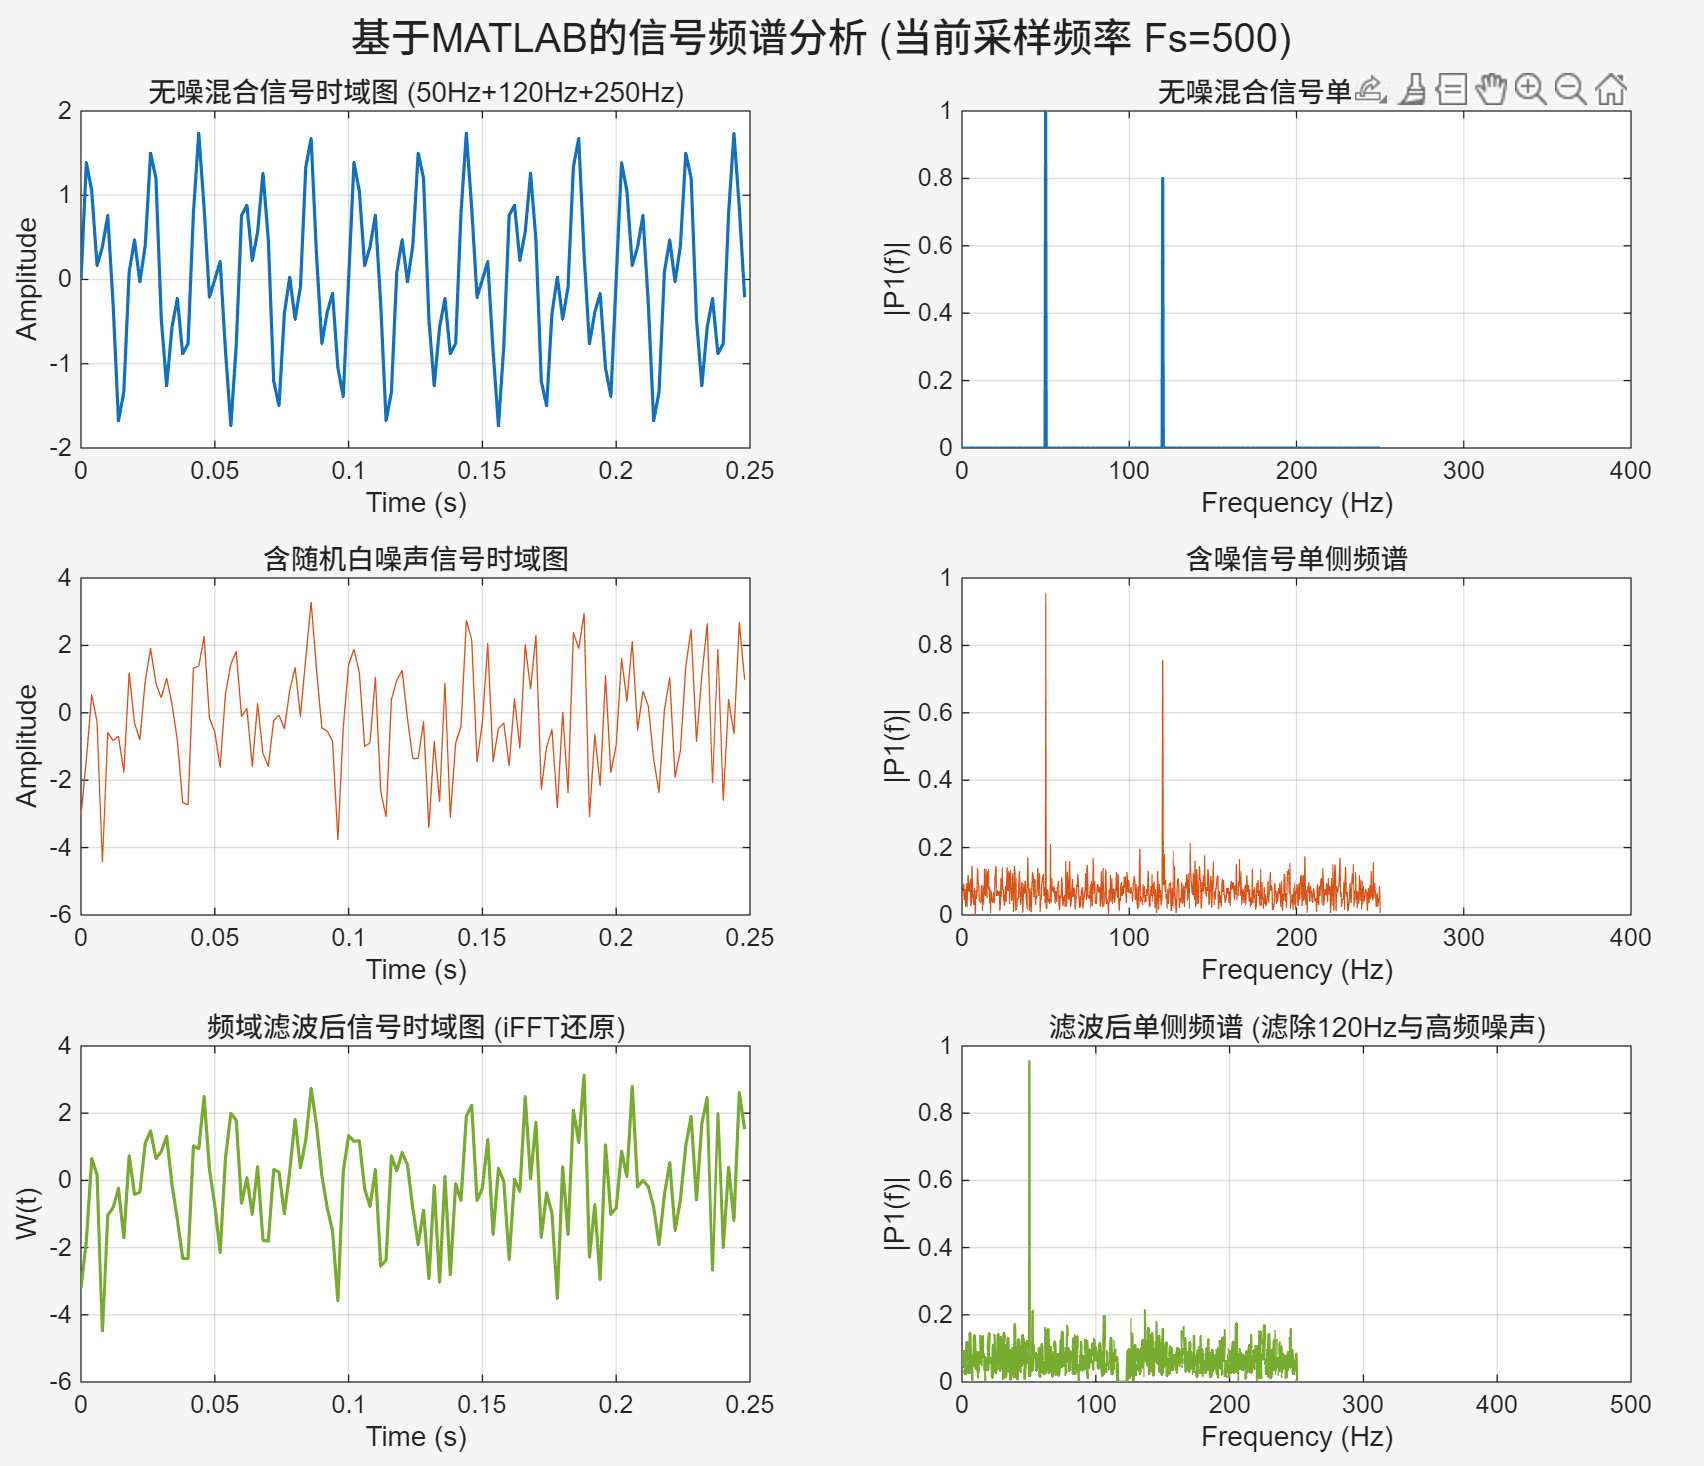 基于MATLAB的信号频谱分析 (当前采样频率 Fs=500)
无噪混合信号时域图 (50Hz+120Hz+250Hz)
2
1
0
-1
-2
Amplitude
0 0.05 0.1 0.15 0.2 0.25
Time (s)
无噪混合信号单
1
0.8
0.6
0.4
0.2
0
|P1(f)|
0 100 200 300 400
Frequency (Hz)
含随机白噪声信号时域图
4
2
0
-2
-4
-6
Amplitude
0 0.05 0.1 0.15 0.2 0.25
Time (s)
含噪信号单侧频谱
1
0.8
0.6
0.4
0.2
0
|P1(f)|
0 100 200 300 400
Frequency (Hz)
频域滤波后信号时域图 (iFFT还原)
4
2
0
-2
-4
-6
W(t)
0 0.05 0.1 0.15 0.2 0.25
Time (s)
滤波后单侧频谱 (滤除120Hz与高频噪声)
1
0.8
0.6
0.4
0.2
0
|P1(f)|
0 100 200 300 400 500
Frequency (Hz)